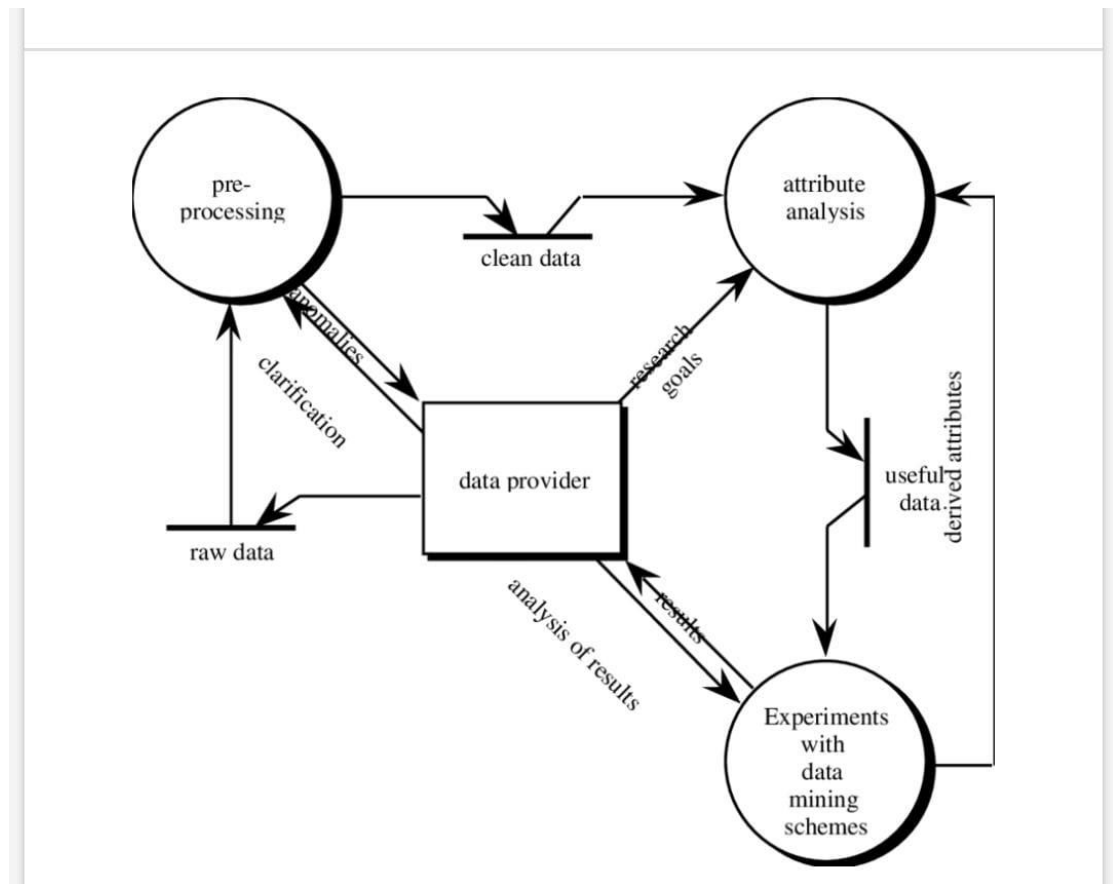 pre-
processing
attribute
analysis
clean data
anomalies
clarification
research
goals
data provider
useful
data.
derived attributes
raw data
analysis of results
results
Experiments
with
data
mining
schemes